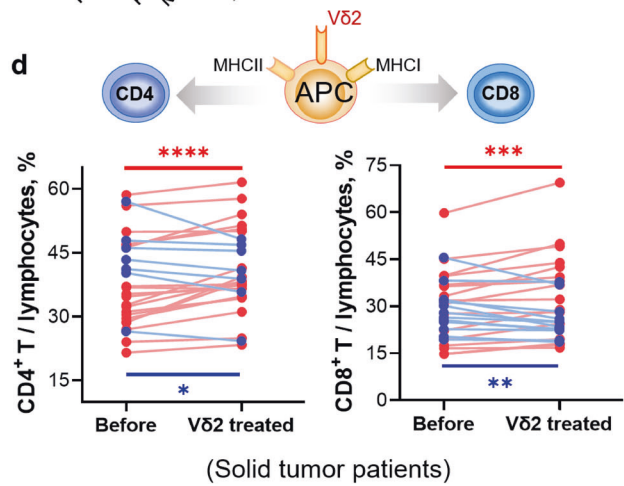 d
Vδ2
MHCII
MHCI
CD4
APC
CD8
CD4⁺ T / lymphocytes, %
60
45
30
15
****
*
Before
Vδ2 treated
CD8⁺ T / lymphocytes, %
75
60
45
30
15
0
***
**
Before
Vδ2 treated
(Solid tumor patients)